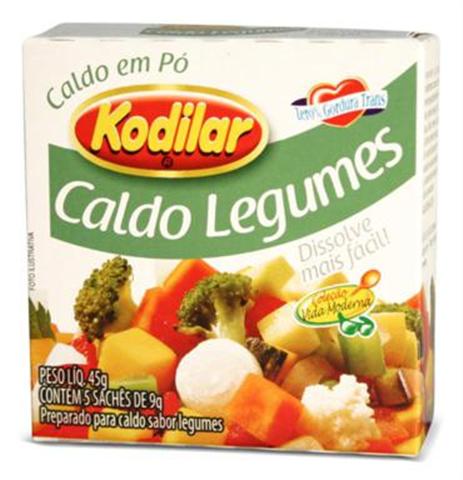 Caldo em Pó
Kodilar
®
Zero% Gordura Trans
Caldo Legumes
Dissolve
mais fácil!
Coleção
Vida Moderna
FOTO ILUSTRATIVA
PESO LÍQ. 45g
CONTÉM 5 SACHÊS DE 9g
Preparado para caldo sabor legumes